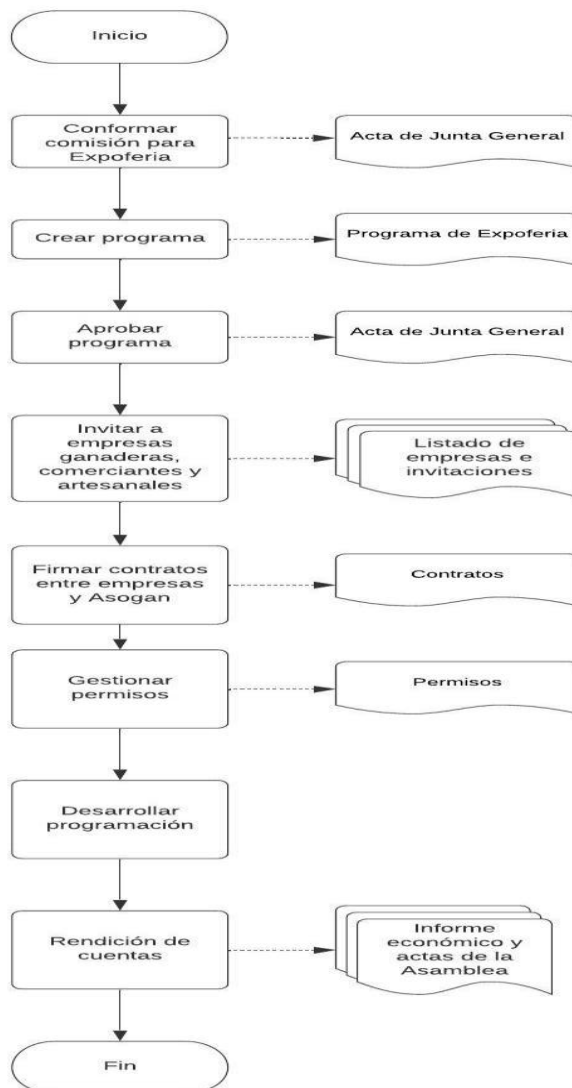 Inicio
Conformar
comisión para
Expoferia
Acta de Junta General
Crear programa
Programa de Expoferia
Aprobar
programa
Acta de Junta General
Invitar a
empresas
ganaderas,
comerciantes y
artesanales
Listado de
empresas e
invitaciones
Firmar contratos
entre empresas
y Asogan
Contratos
Gestionar
permisos
Permisos
Desarrollar
programación
Rendición de
cuentas
Informe
económico y
actas de la
Asamblea
Fin